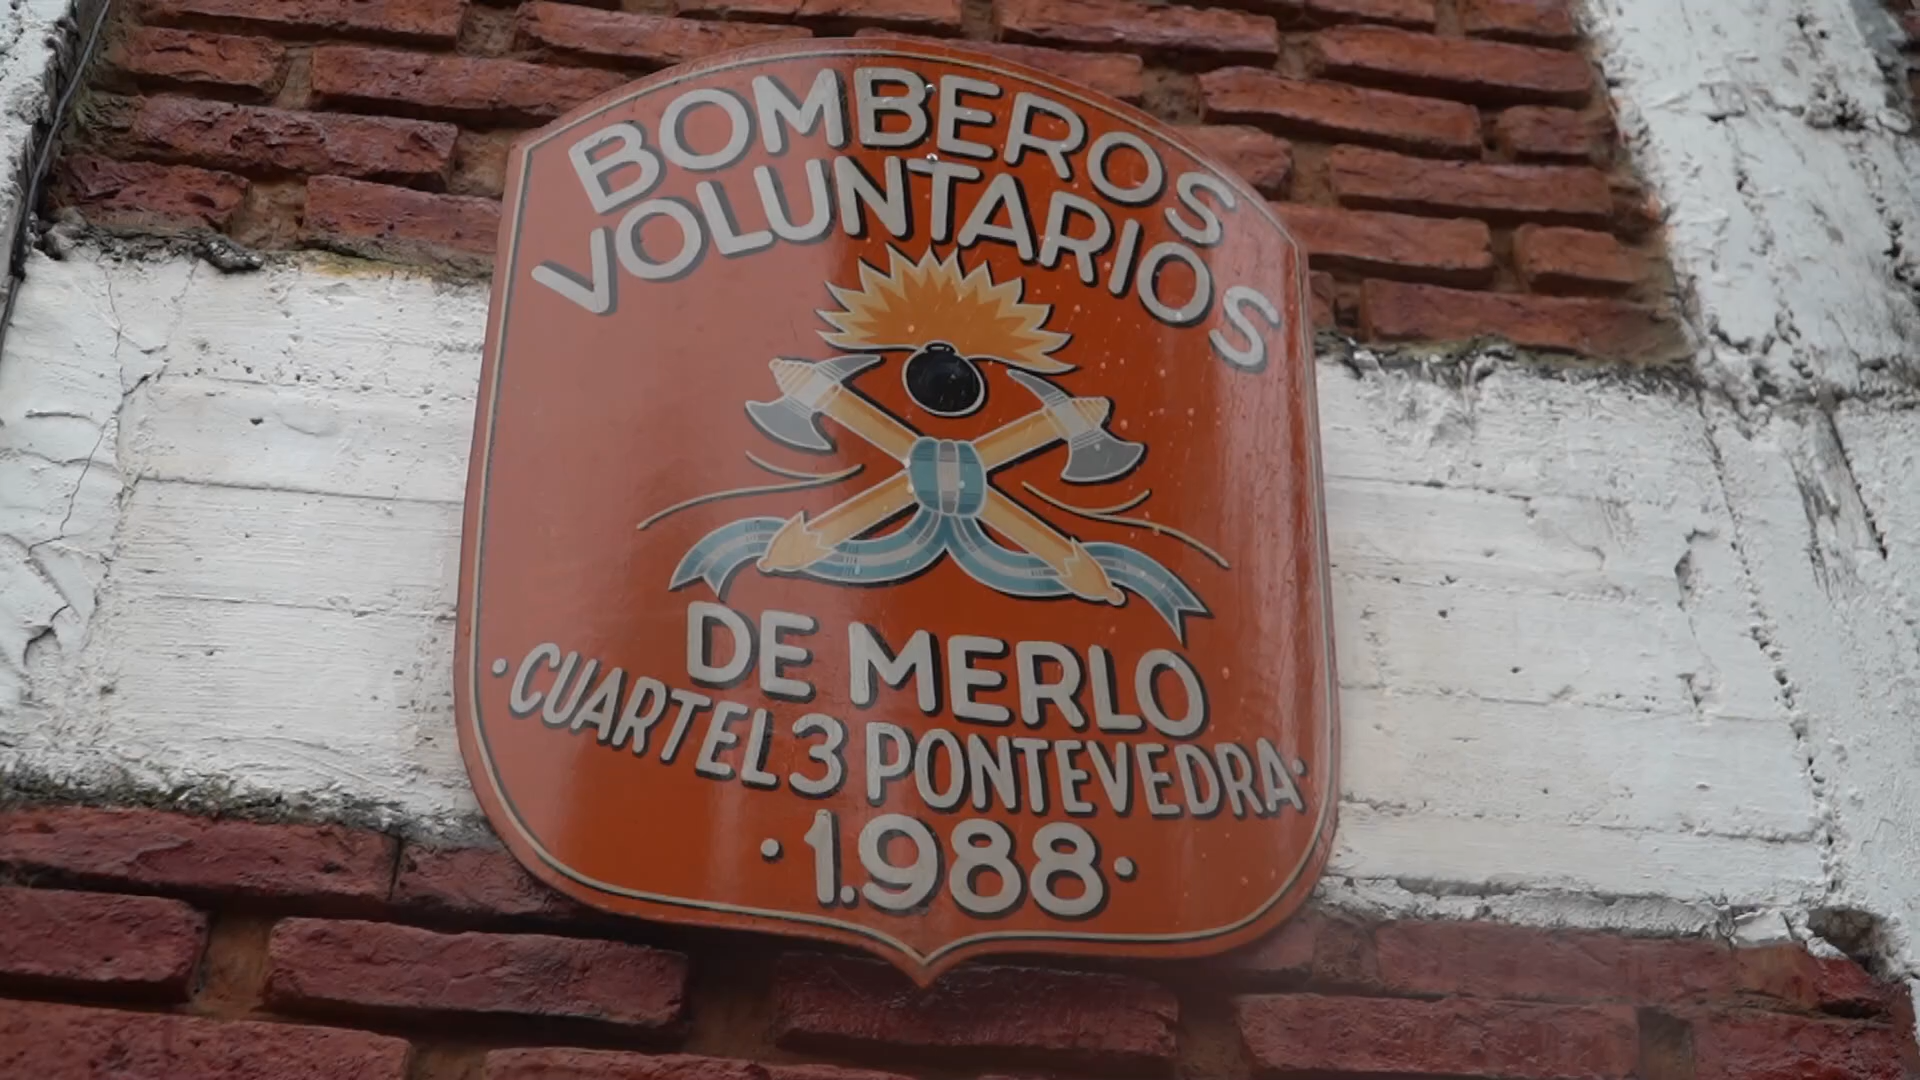 BOMBEROS
VOLUNTARIOS
DE MERLO
· CUARTEL 3 PONTEVEDRA ·
· 1.988 ·